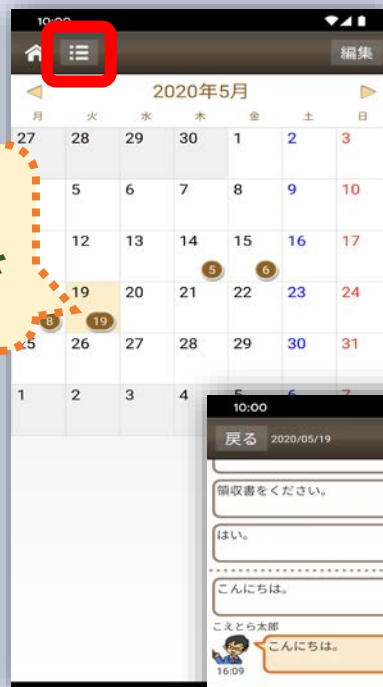 10:00
編集
2020年5月
月 火 水 木 金 土 日
27 28 29 30 1 2 3
5 6 7 8 9 10
12 13 14 15 16 17
5 6
19 20 21 22 23 24
8 19
25 26 27 28 29 30 31
1 2 3 4 5 6 7
10:00
戻る 2020/05/19
領収書をください。
はい。
こんにちは。
こえとら太郎
こんにちは。
16:09